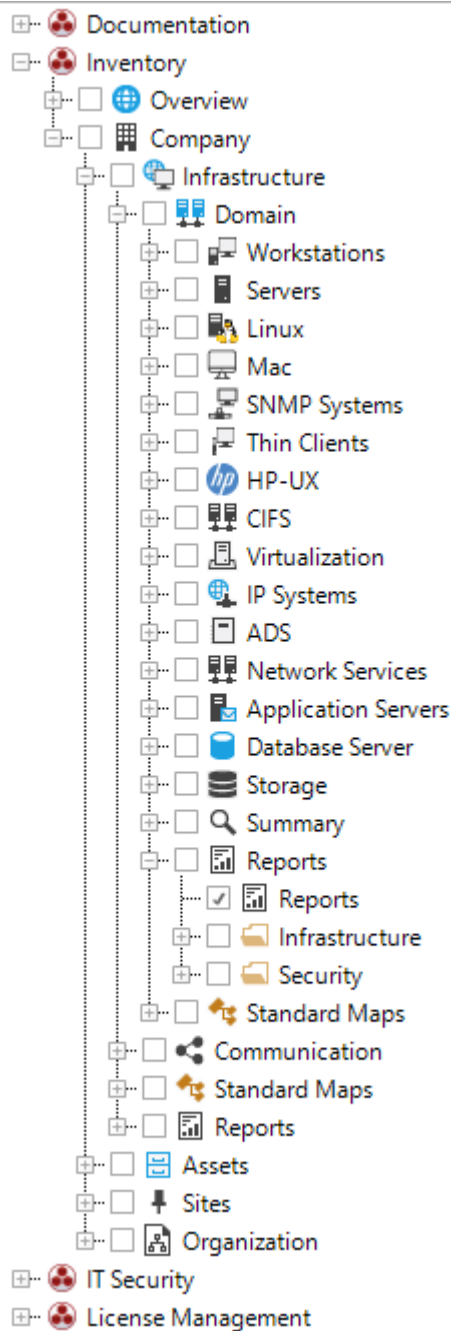 Documentation
Inventory
Overview
Company
Infrastructure
Domain
Workstations
Servers
Linux
Mac
SNMP Systems
Thin Clients
hp HP-UX
CIFS
Virtualization
IP Systems
ADS
Network Services
Application Servers
Database Server
Storage
Summary
Reports
Reports
Infrastructure
Security
Standard Maps
Communication
Standard Maps
Reports
Assets
Sites
Organization
IT Security
License Management